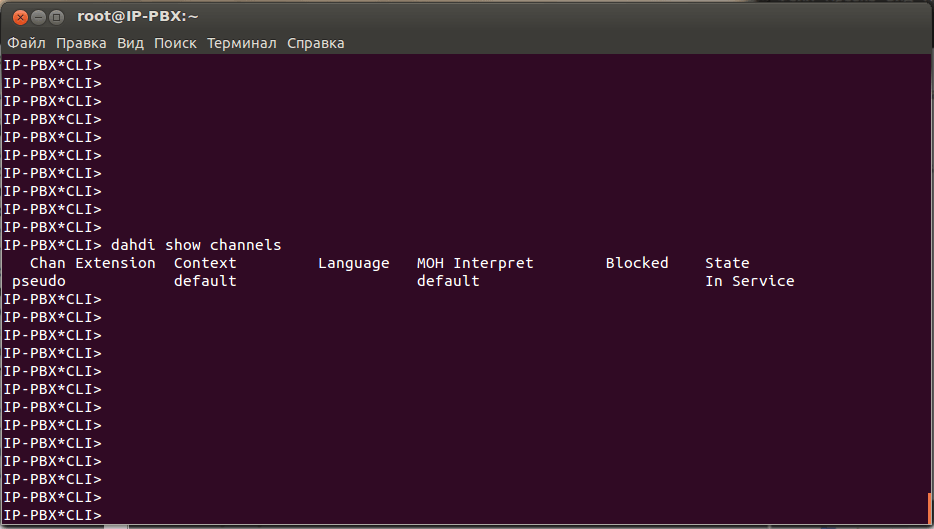 root@IP-PBX:~
Файл Правка Вид Поиск Терминал Справка
IP-PBX*CLI>
IP-PBX*CLI>
IP-PBX*CLI>
IP-PBX*CLI>
IP-PBX*CLI>
IP-PBX*CLI>
IP-PBX*CLI>
IP-PBX*CLI>
IP-PBX*CLI>
IP-PBX*CLI>
IP-PBX*CLI> dahdi show channels
   Chan Extension  Context         Language   MOH Interpret        Blocked    State
 pseudo            default                    default                         In Service
IP-PBX*CLI>
IP-PBX*CLI>
IP-PBX*CLI>
IP-PBX*CLI>
IP-PBX*CLI>
IP-PBX*CLI>
IP-PBX*CLI>
IP-PBX*CLI>
IP-PBX*CLI>
IP-PBX*CLI>
IP-PBX*CLI>
IP-PBX*CLI>
IP-PBX*CLI>